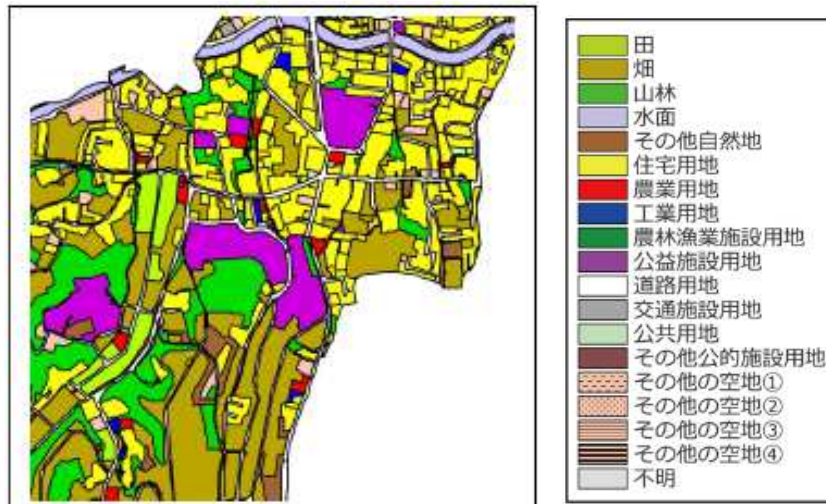 田
畑
山林
水面
その他自然地
住宅用地
農業用地
工業用地
農林漁業施設用地
公益施設用地
道路用地
交通施設用地
公共用地
その他公的施設用地
その他の空地①
その他の空地②
その他の空地③
その他の空地④
不明